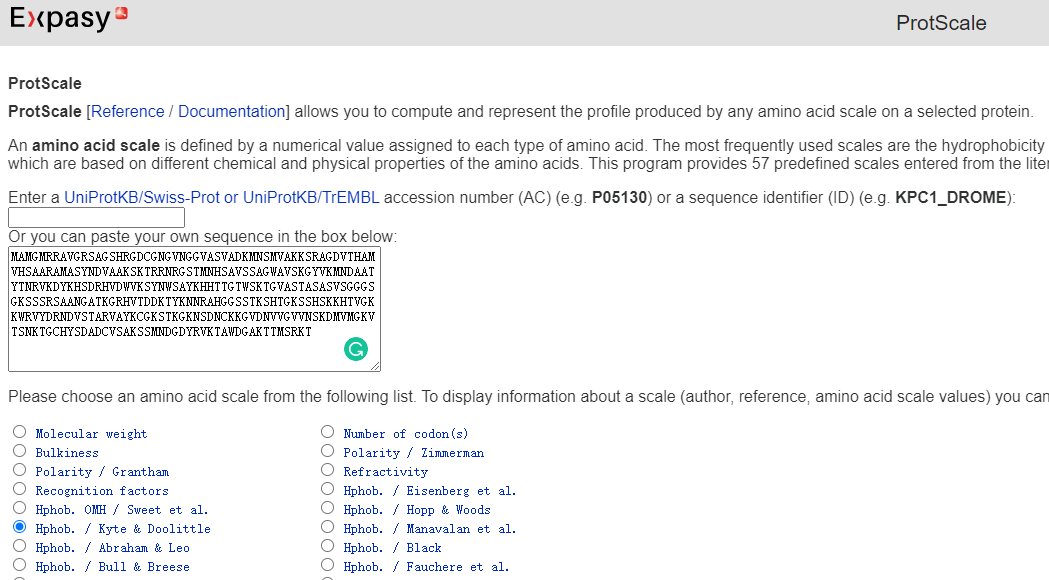 Expasy
ProtScale
ProtScale
ProtScale [Reference / Documentation] allows you to compute and represent the profile produced by any amino acid scale on a selected protein.
An amino acid scale is defined by a numerical value assigned to each type of amino acid. The most frequently used scales are the hydrophobicity
which are based on different chemical and physical properties of the amino acids. This program provides 57 predefined scales entered from the liter
Enter a UniProtKB/Swiss-Prot or UniProtKB/TrEMBL accession number (AC) (e.g. P05130) or a sequence identifier (ID) (e.g. KPC1_DROME):
Or you can paste your own sequence in the box below:
MAMGMRRAVGRSAGSHRGDCGNGVNGGVASVADKMNSMVAKKSRAGDVTHAM
VHSAARAMASYNDVAAKSKTRRNRGSTMNHSAVSSAGWAVSKGYVKMNDAAT
YTNRVKDYKHSDRHVDWVKSYNWSAYKHHTTGTWSKTGVASTASASVSGGGS
GKSSSRSAANGATKGRHVTDDKTYKNNRAHGGSSTKSHTGKSSHSKKHTVGK
KWRVYDRNDVSTARVAYKCGKSTKGKNSDNCKKGVDNVVGVVNSKDMVMGKV
TSNKTGCHYSDADCVSAKSSMNDGDYRVKTAWDGAKTTMSRKT
Please choose an amino acid scale from the following list. To display information about a scale (author, reference, amino acid scale values) you can
Molecular weight Number of codon(s)
Bulkiness Polarity / Zimmerman
Polarity / Grantham Refractivity
Recognition factors Hphob. / Eisenberg et al.
Hphob. OMH / Sweet et al. Hphob. / Hopp & Woods
Hphob. / Kyte & Doolittle Hphob. / Manavalan et al.
Hphob. / Abraham & Leo Hphob. / Black
Hphob. / Bull & Breese Hphob. / Fauchere et al.